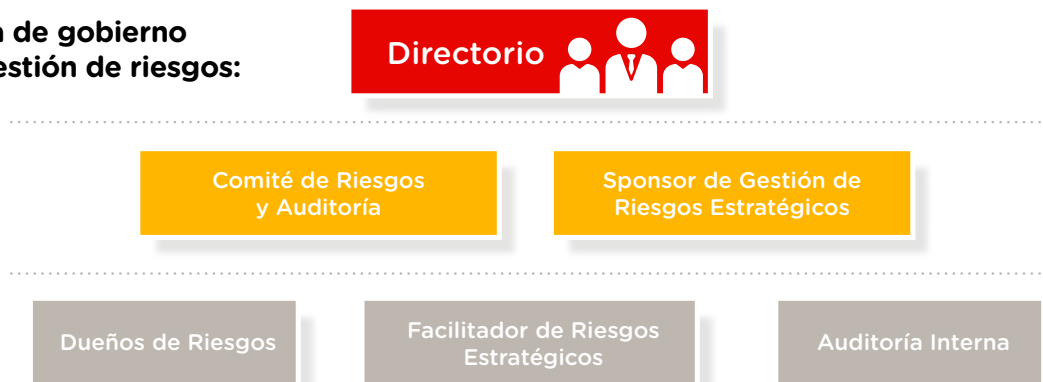 de gobierno
estión de riesgos:
Directorio
Comité de Riesgos
y Auditoría
Sponsor de Gestión de
Riesgos Estratégicos
Dueños de Riesgos
Facilitador de Riesgos
Estratégicos
Auditoría Interna